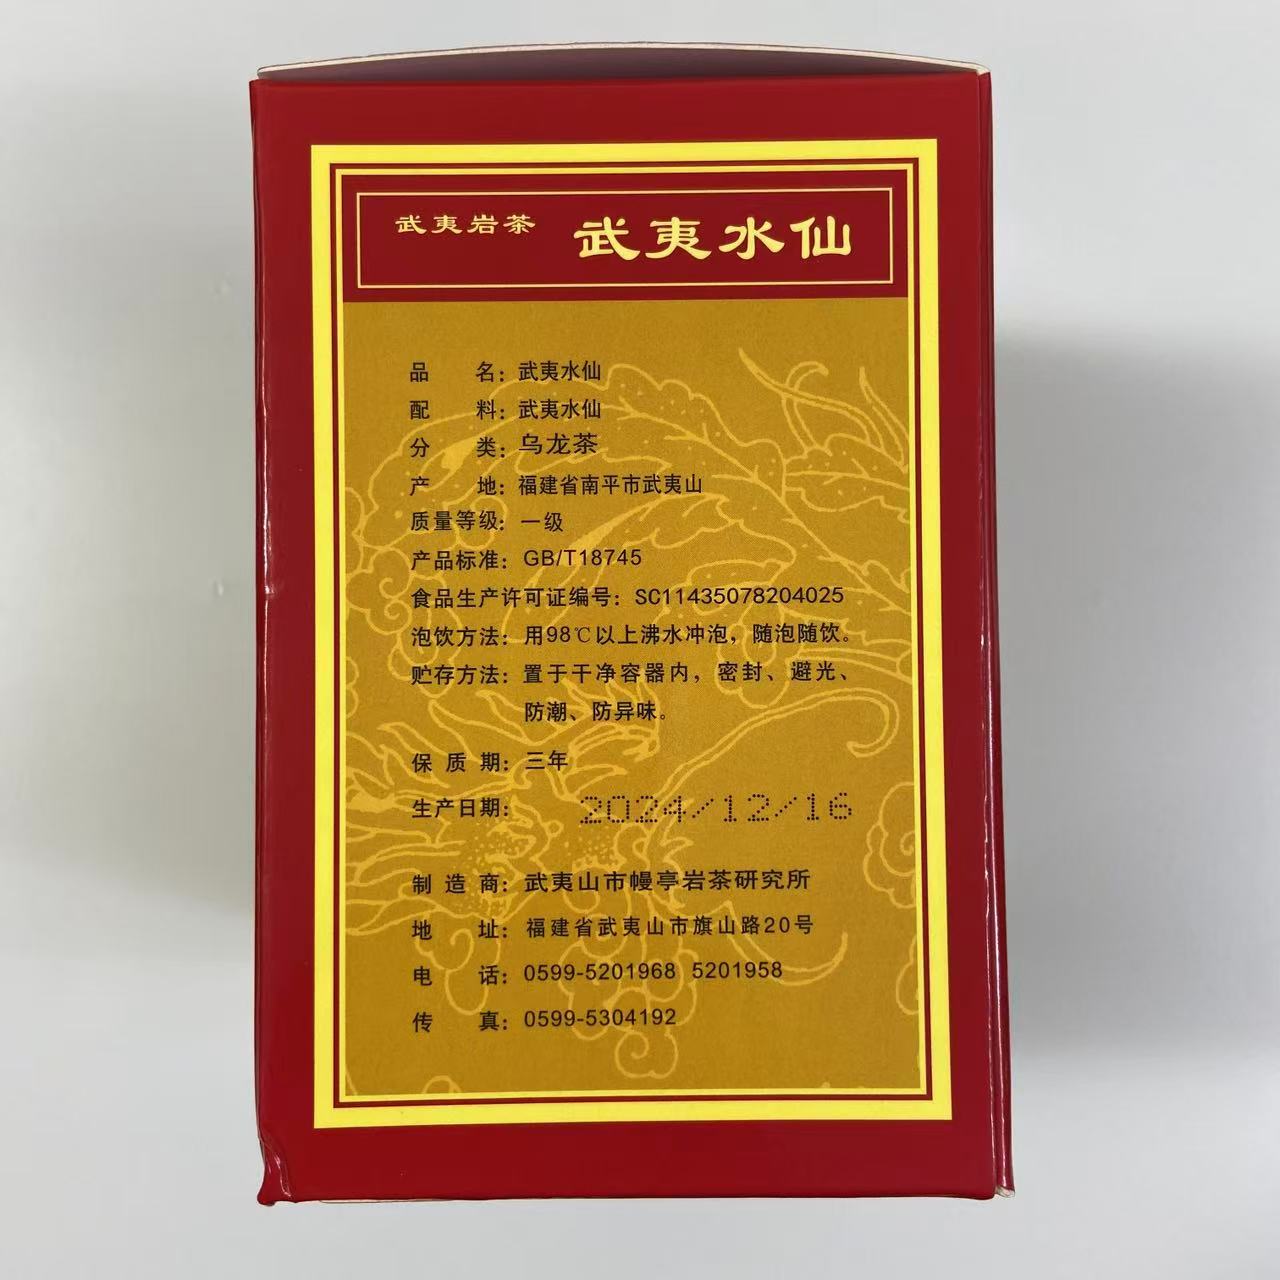 武夷岩茶 武夷水仙
品名：武夷水仙
配料：武夷水仙
分类：乌龙茶
产地：福建省南平市武夷山
质量等级：一级
产品标准：GB/T18745
食品生产许可证编号：SC11435078204025
泡饮方法：用98℃以上沸水冲泡，随泡随饮。
贮存方法：置于干净容器内，密封、避光、
防潮、防异味。
保质期：三年
生产日期：2024/12/16
制造商：武夷山市幔亭岩茶研究所
地址：福建省武夷山市旗山路20号
电话：0599-5201968 5201958
传真：0599-5304192